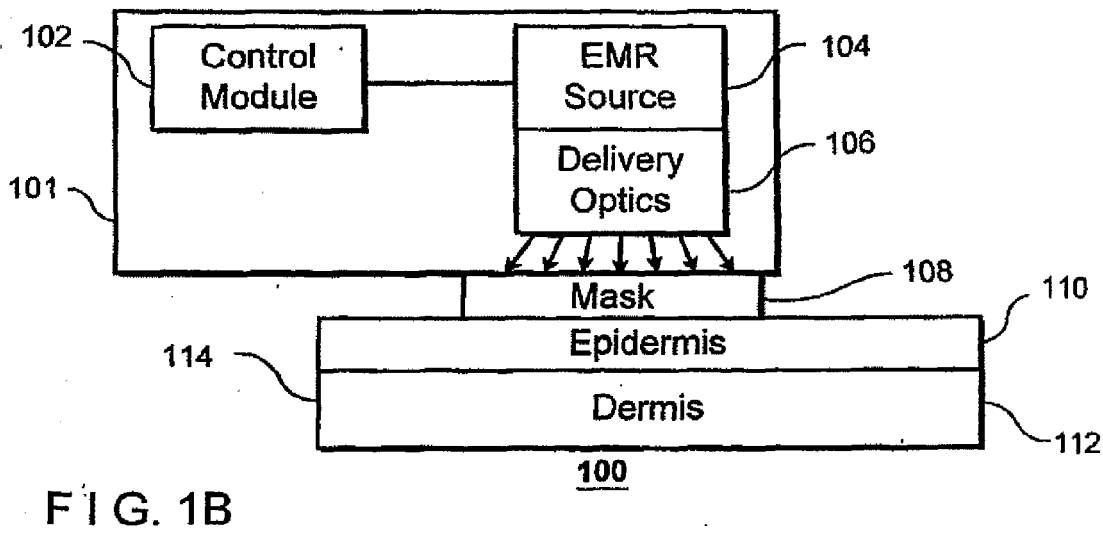 102
Control
Module
EMR
Source
104
Delivery
Optics
106
101
Mask
108
110
Epidermis
114
Dermis
112
100
FIG. 1B